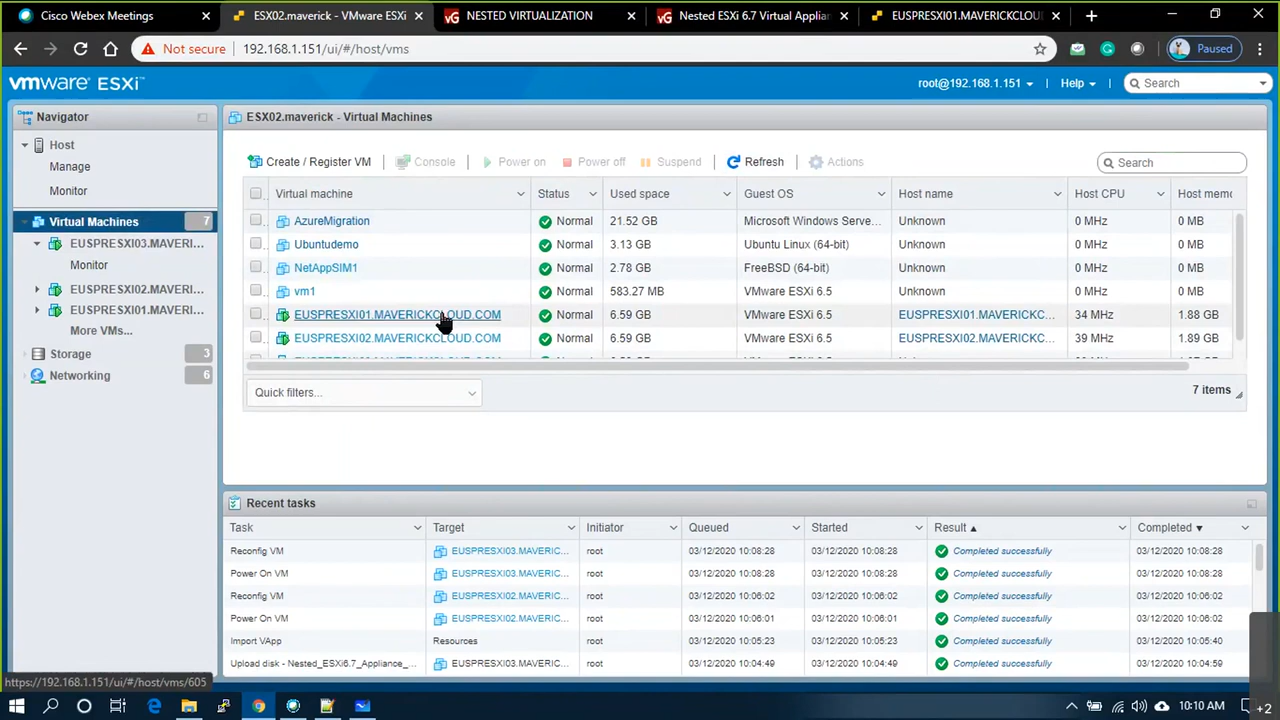 Cisco Webex Meetings
ESX02.maverick - VMware ESXi
NESTED VIRTUALIZATION
Nested ESXi 6.7 Virtual Applian
EUSPRESXI01.MAVERICKCLOU
Not secure
192.168.1.151/ui/#/host/vms
Paused
vmware ESXi™
root@192.168.1.151
Help
Search
Navigator
Host
Manage
Monitor
Virtual Machines 7
EUSPRESXI03.MAVERI...
Monitor
EUSPRESXI02.MAVERI...
EUSPRESXI01.MAVERI...
More VMs...
Storage 3
Networking 6
ESX02.maverick - Virtual Machines
Create / Register VM
Console
Power on
Power off
Suspend
Refresh
Actions
Search
Virtual machine Status Used space Guest OS Host name Host CPU Host memo
AzureMigration Normal 21.52 GB Microsoft Windows Serve... Unknown 0 MHz 0 MB
Ubuntudemo Normal 3.13 GB Ubuntu Linux (64-bit) Unknown 0 MHz 0 MB
NetAppSIM1 Normal 2.78 GB FreeBSD (64-bit) Unknown 0 MHz 0 MB
vm1 Normal 583.27 MB VMware ESXi 6.5 Unknown 0 MHz 0 MB
EUSPRESXI01.MAVERICKCLOUD.COM Normal 6.59 GB VMware ESXi 6.5 EUSPRESXI01.MAVERICKC... 34 MHz 1.88 GB
EUSPRESXI02.MAVERICKCLOUD.COM Normal 6.59 GB VMware ESXi 6.5 EUSPRESXI02.MAVERICKC... 39 MHz 1.89 GB
Quick filters...
7 items
Recent tasks
Task Target Initiator Queued Started Result Completed
Reconfig VM EUSPRESXI03.MAVERIC... root 03/12/2020 10:08:28 03/12/2020 10:08:28 Completed successfully 03/12/2020 10:08:28
Power On VM EUSPRESXI03.MAVERIC... root 03/12/2020 10:08:28 03/12/2020 10:08:28 Completed successfully 03/12/2020 10:08:28
Reconfig VM EUSPRESXI02.MAVERIC... root 03/12/2020 10:06:02 03/12/2020 10:06:02 Completed successfully 03/12/2020 10:06:02
Power On VM EUSPRESXI02.MAVERIC... root 03/12/2020 10:06:01 03/12/2020 10:06:01 Completed successfully 03/12/2020 10:06:02
Import VApp Resources root 03/12/2020 10:05:23 03/12/2020 10:05:23 Completed successfully 03/12/2020 10:05:40
Upload disk - Nested_ESXi6.7_Appliance_... EUSPRESXI03.MAVERIC... root 03/12/2020 10:04:49 03/12/2020 10:04:49 Completed successfully 03/12/2020 10:04:59
https://192.168.1.151/ui/#/host/vms/605
10:10 AM
+2